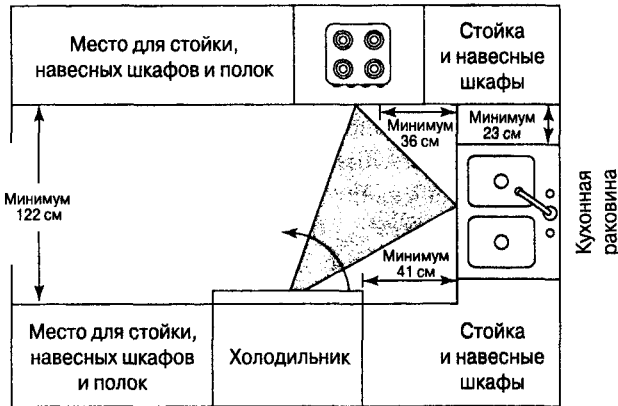 Место для стойки,
навесных шкафов и полок
Стойка
и навесные
шкафы
Минимум
36 см
Минимум
23 см
Минимум
122 см
Кухонная
раковина
Минимум
41 см
Место для стойки,
навесных шкафов
и полок
Холодильник
Стойка
и навесные
шкафы